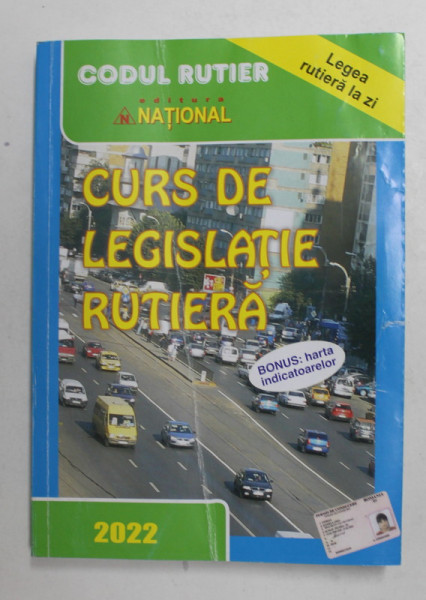 CODUL RUTIER
editura
NAȚIONAL
Legea
rutieră la zi
CURS DE
LEGISLAȚIE
RUTIERĂ
BONUS: harta
indicatoarelor
2022